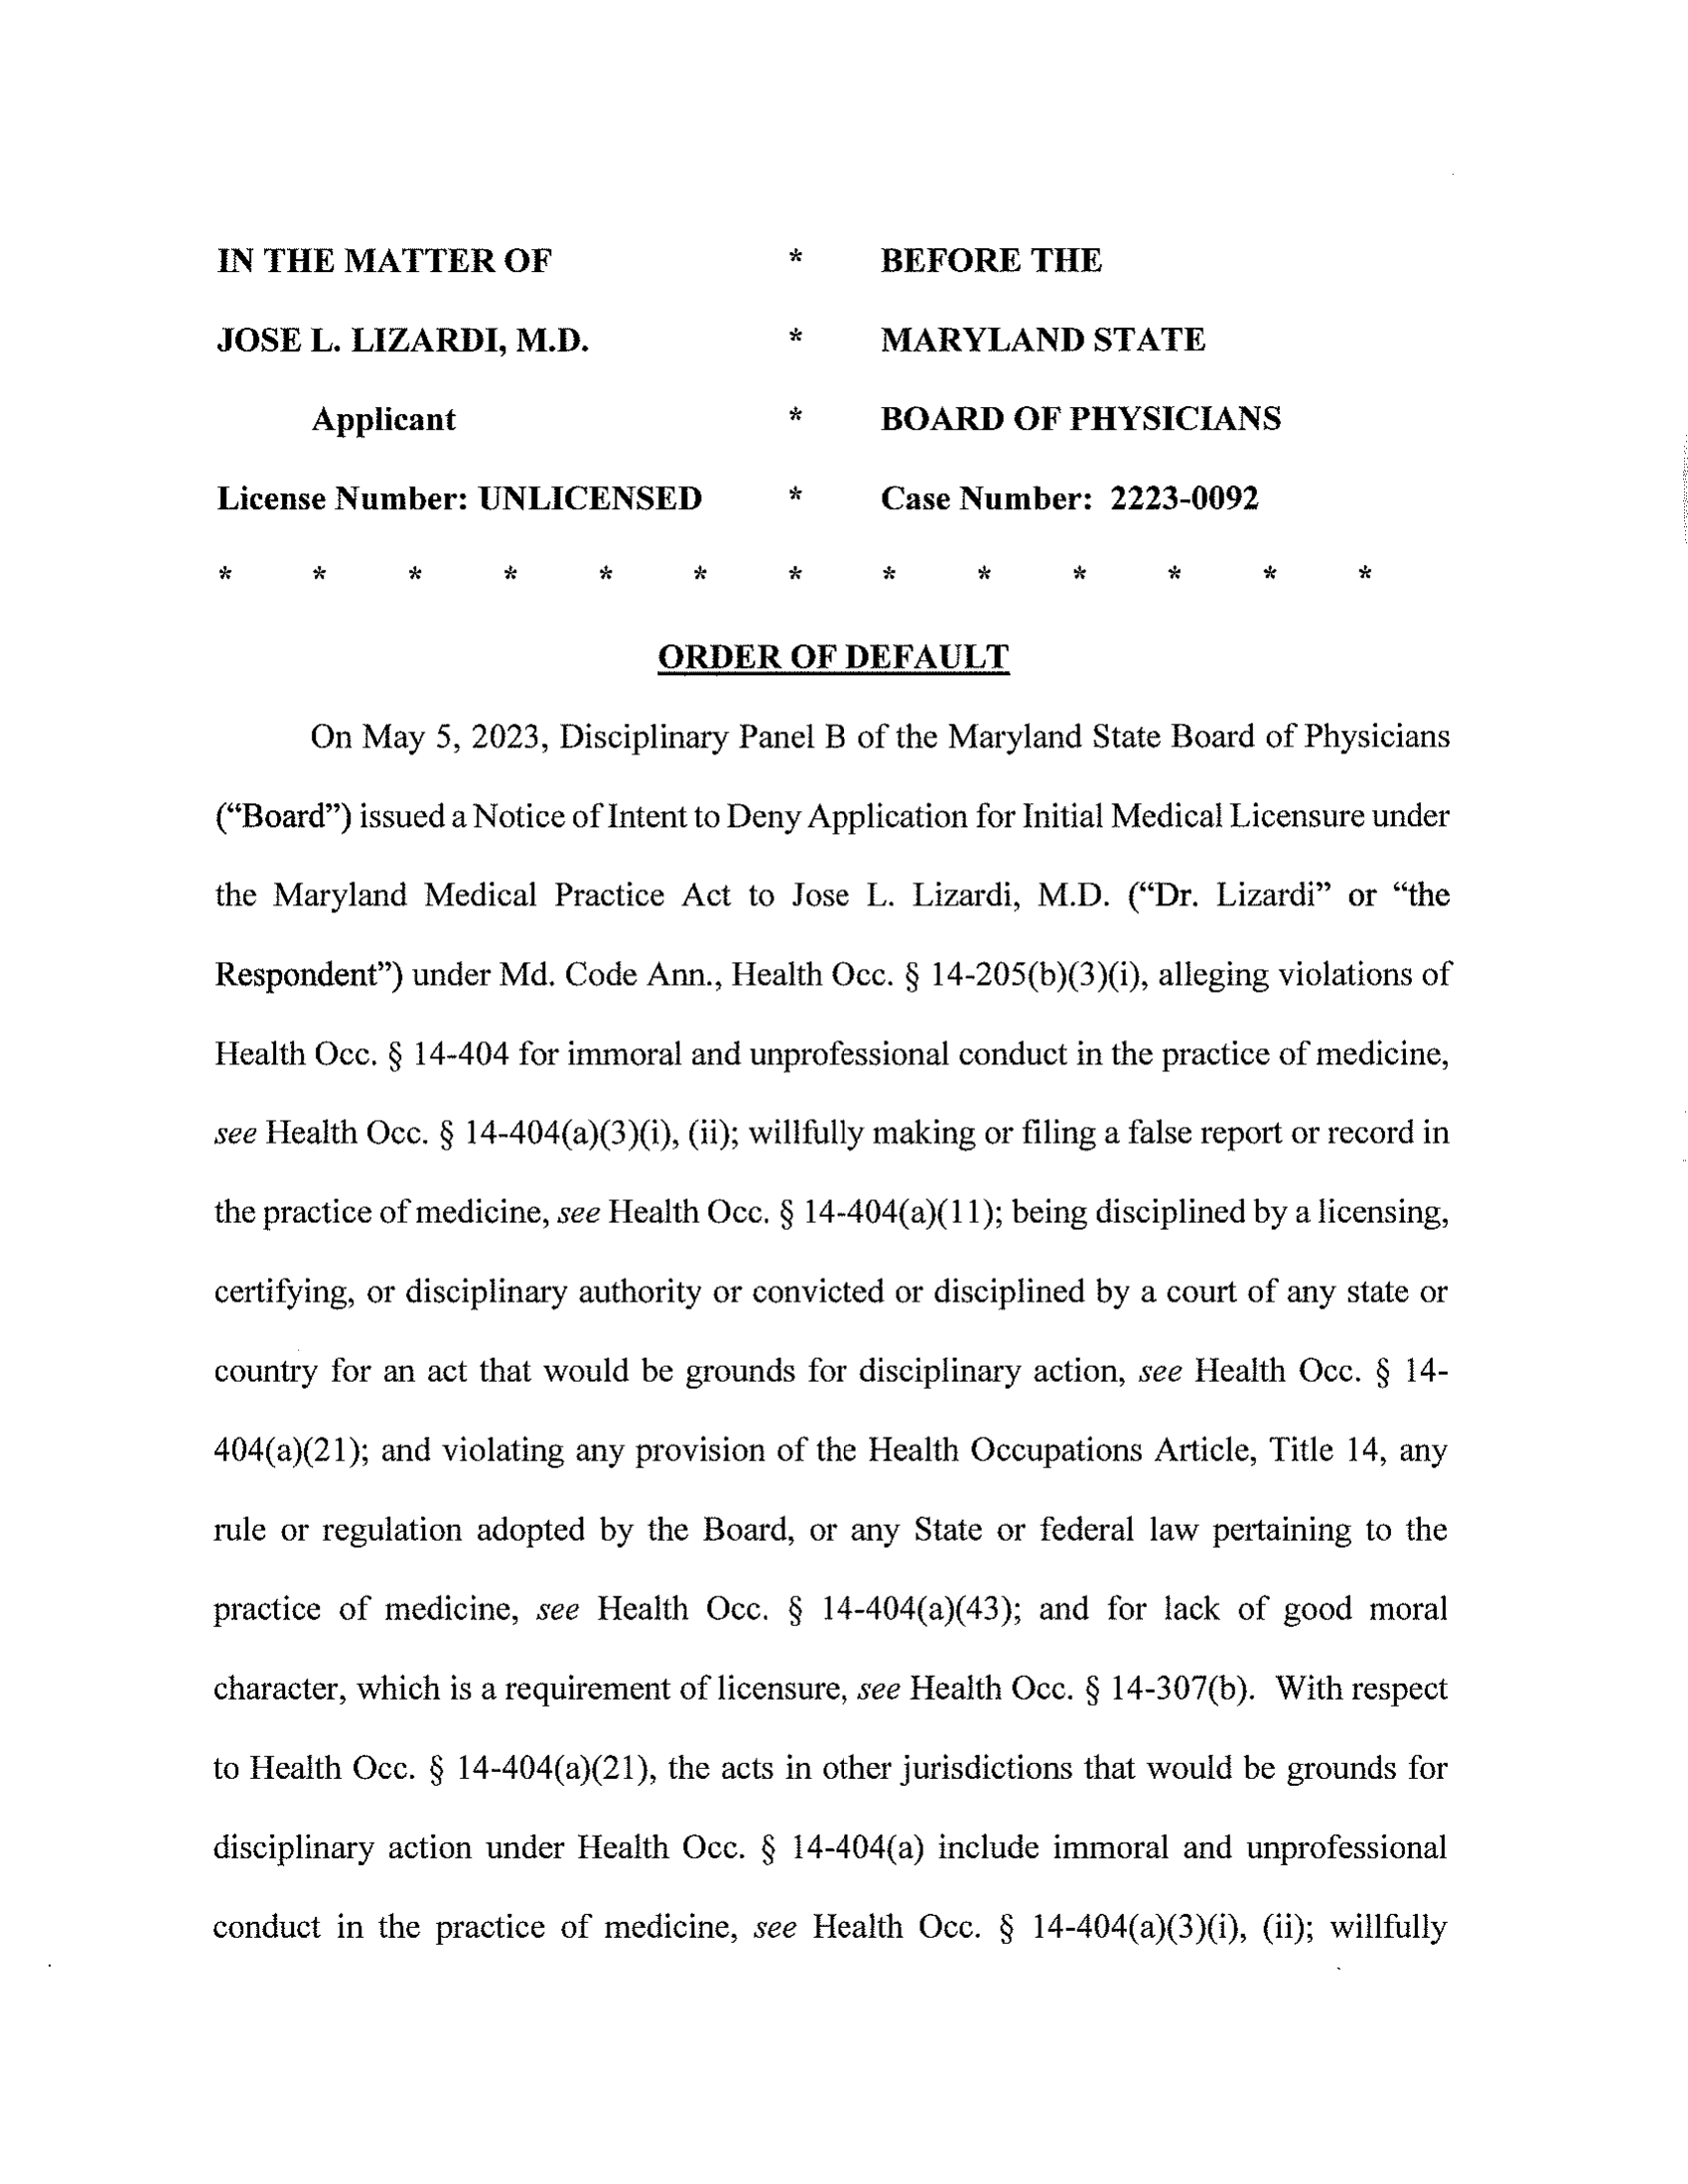 IN THE MATTER OF * BEFORE THE
JOSE L. LIZARDI, M.D. * MARYLAND STATE
Applicant * BOARD OF PHYSICIANS
License Number: UNLICENSED * Case Number: 2223-0092
* * * * * * * * * * * * *
ORDER OF DEFAULT
On May 5, 2023, Disciplinary Panel B of the Maryland State Board of Physicians
(“Board”) issued a Notice of Intent to Deny Application for Initial Medical Licensure under
the Maryland Medical Practice Act to Jose L. Lizardi, M.D. (“Dr. Lizardi” or “the
Respondent”) under Md. Code Ann., Health Occ. § 14-205(b)(3)(i), alleging violations of
Health Occ. § 14-404 for immoral and unprofessional conduct in the practice of medicine,
see Health Occ. § 14-404(a)(3)(i), (ii); willfully making or filing a false report or record in
the practice of medicine, see Health Occ. § 14-404(a)(11); being disciplined by a licensing,
certifying, or disciplinary authority or convicted or disciplined by a court of any state or
country for an act that would be grounds for disciplinary action, see Health Occ. § 14-
404(a)(21); and violating any provision of the Health Occupations Article, Title 14, any
rule or regulation adopted by the Board, or any State or federal law pertaining to the
practice of medicine, see Health Occ. § 14-404(a)(43); and for lack of good moral
character, which is a requirement of licensure, see Health Occ. § 14-307(b). With respect
to Health Occ. § 14-404(a)(21), the acts in other jurisdictions that would be grounds for
disciplinary action under Health Occ. § 14-404(a) include immoral and unprofessional
conduct in the practice of medicine, see Health Occ. § 14-404(a)(3)(i), (ii); willfully